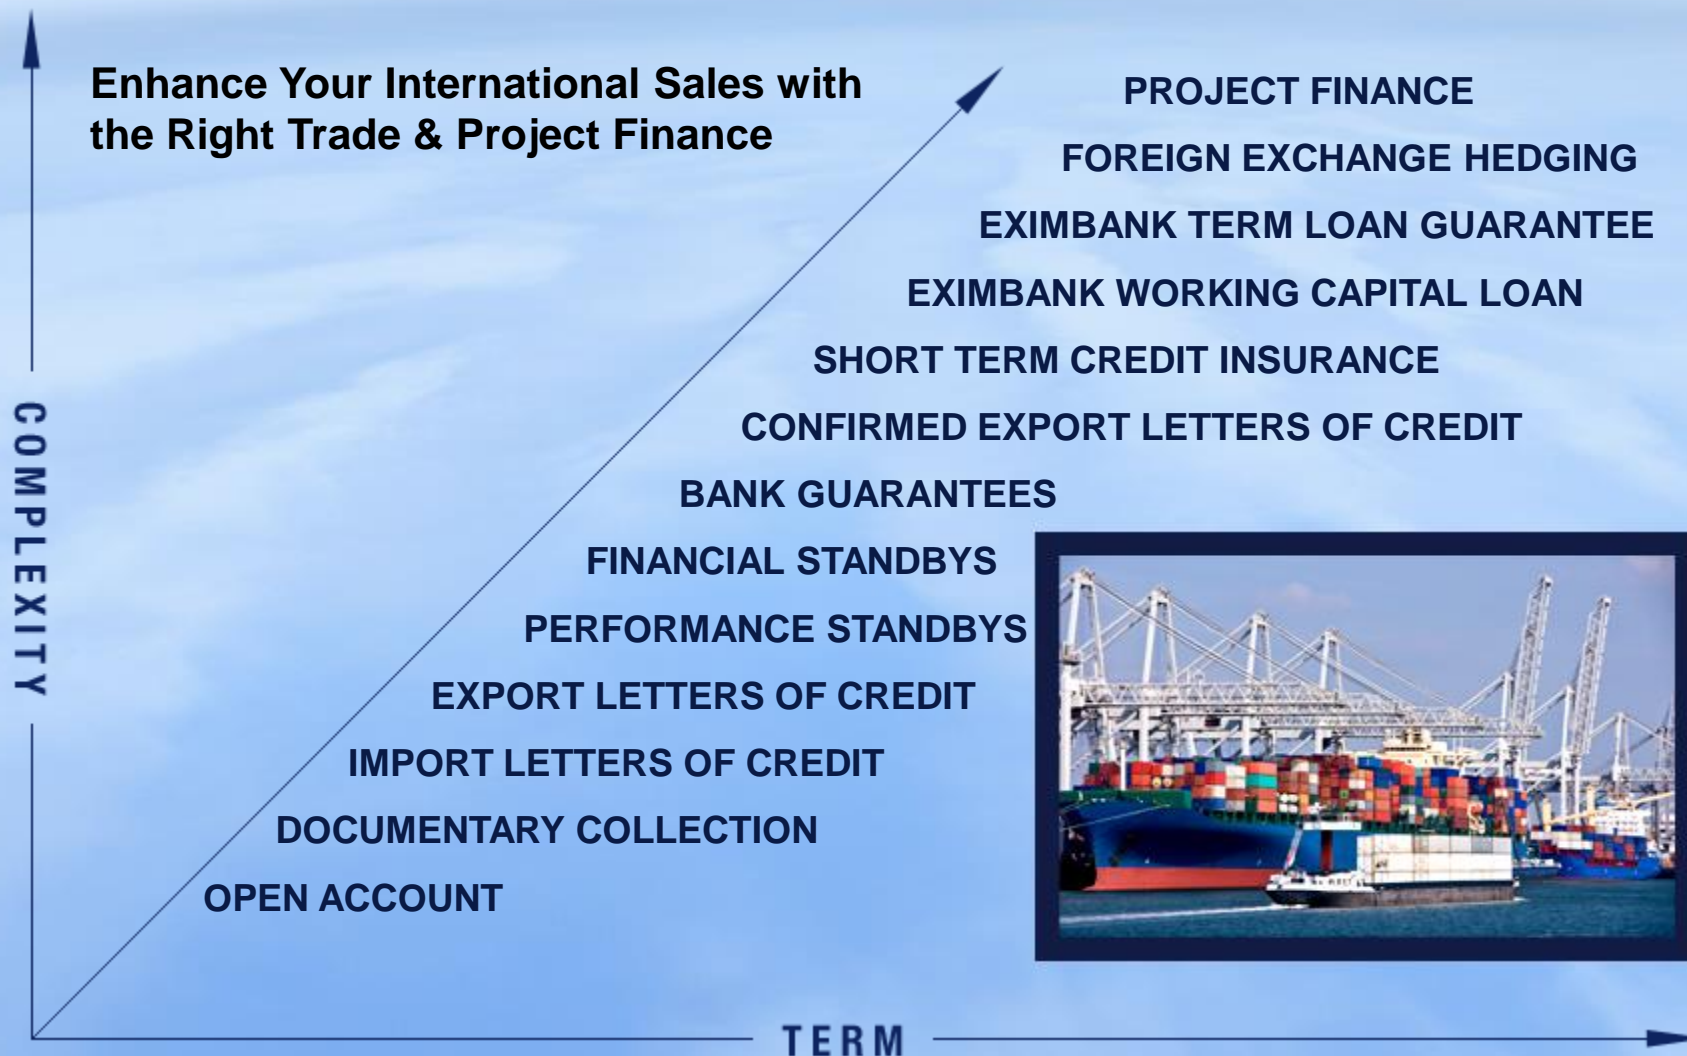 Enhance Your International Sales with
the Right Trade & Project Finance
PROJECT FINANCE
FOREIGN EXCHANGE HEDGING
EXIMBANK TERM LOAN GUARANTEE
EXIMBANK WORKING CAPITAL LOAN
SHORT TERM CREDIT INSURANCE
CONFIRMED EXPORT LETTERS OF CREDIT
BANK GUARANTEES
FINANCIAL STANDBYS
PERFORMANCE STANDBYS
EXPORT LETTERS OF CREDIT
IMPORT LETTERS OF CREDIT
DOCUMENTARY COLLECTION
OPEN ACCOUNT
COMPLEXITY
TERM